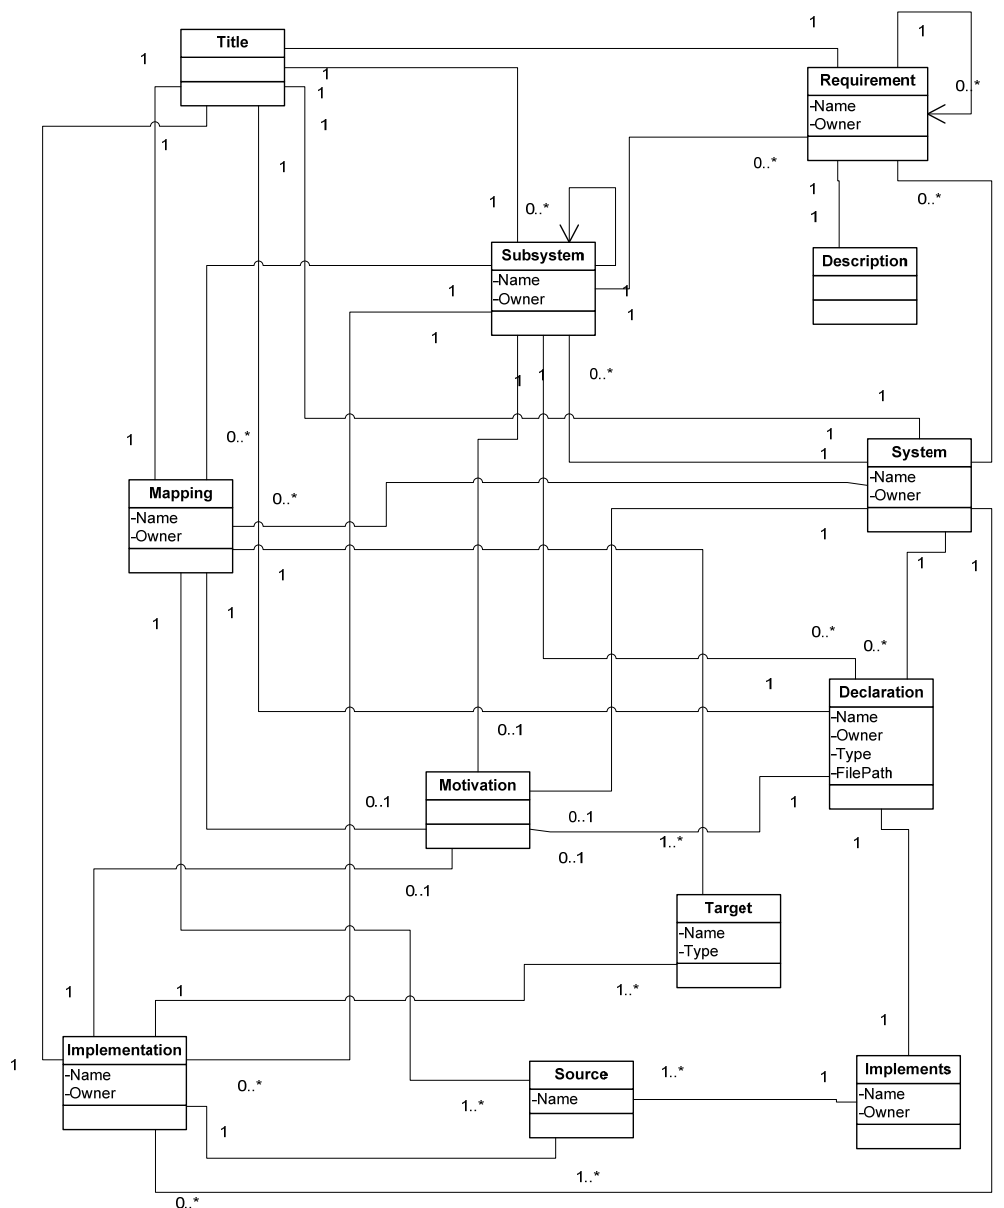 1
1
Title
1
1
Requirement
0..*
-Name
-Owner
1
1
1
1
1
0..*
1
1
0..*
1
0..*
Subsystem
-Name
-Owner
Description
1
1
1
1
1
1
0..*
1
1
0..*
1
1
System
-Name
-Owner
Mapping
-Name
-Owner
0..*
1
1
1
1
1
1
0..*
0..*
1
Declaration
-Name
-Owner
-Type
-FilePath
0..1
Motivation
0..1
0..1
1
1..*
1
0..1
0..1
Target
-Name
-Type
1
1
1..*
1
Implementation
-Name
-Owner
1
0..*
Source
-Name
1..*
1
Implements
-Name
-Owner
1..*
1
1..*
0..*